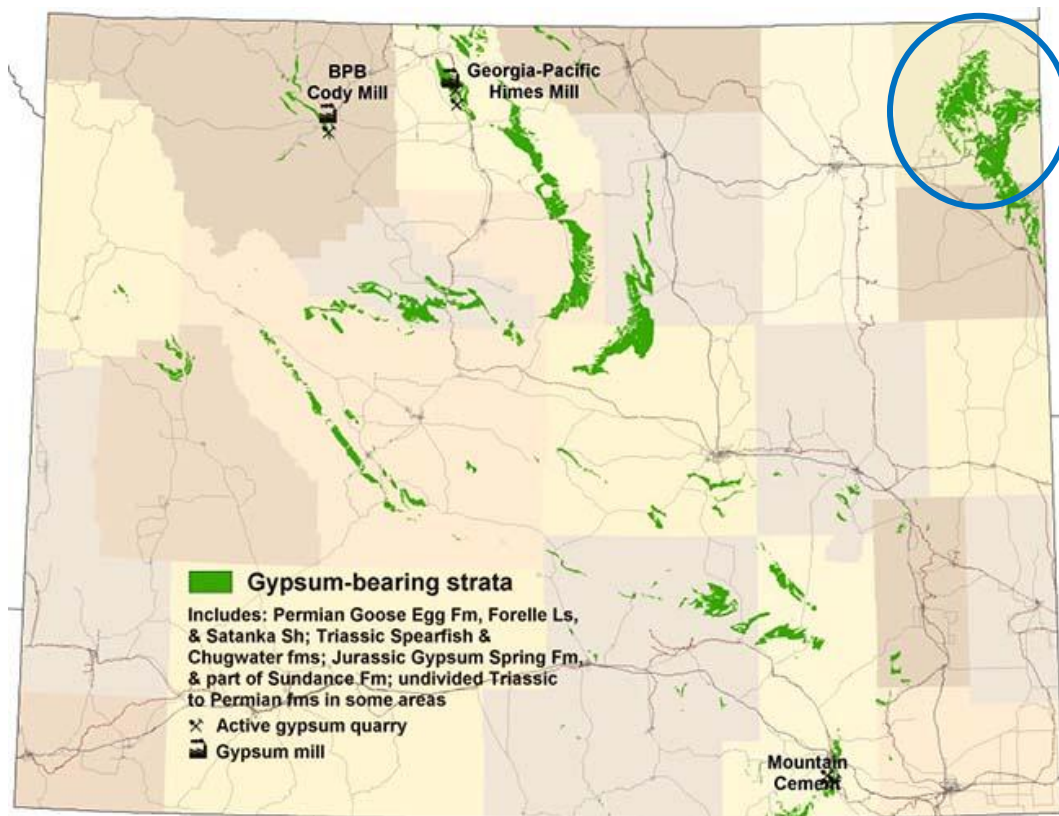 BPB
Cody Mill
Georgia-Pacific
Himes Mill
Gypsum-bearing strata
Includes: Permian Goose Egg Fm, Forelle Ls,
& Satanka Sh; Triassic Spearfish &
Chugwater fms; Jurassic Gypsum Spring Fm,
& part of Sundance Fm; undivided Triassic
to Permian fms in some areas
Active gypsum quarry
Gypsum mill
Mountain
Cement